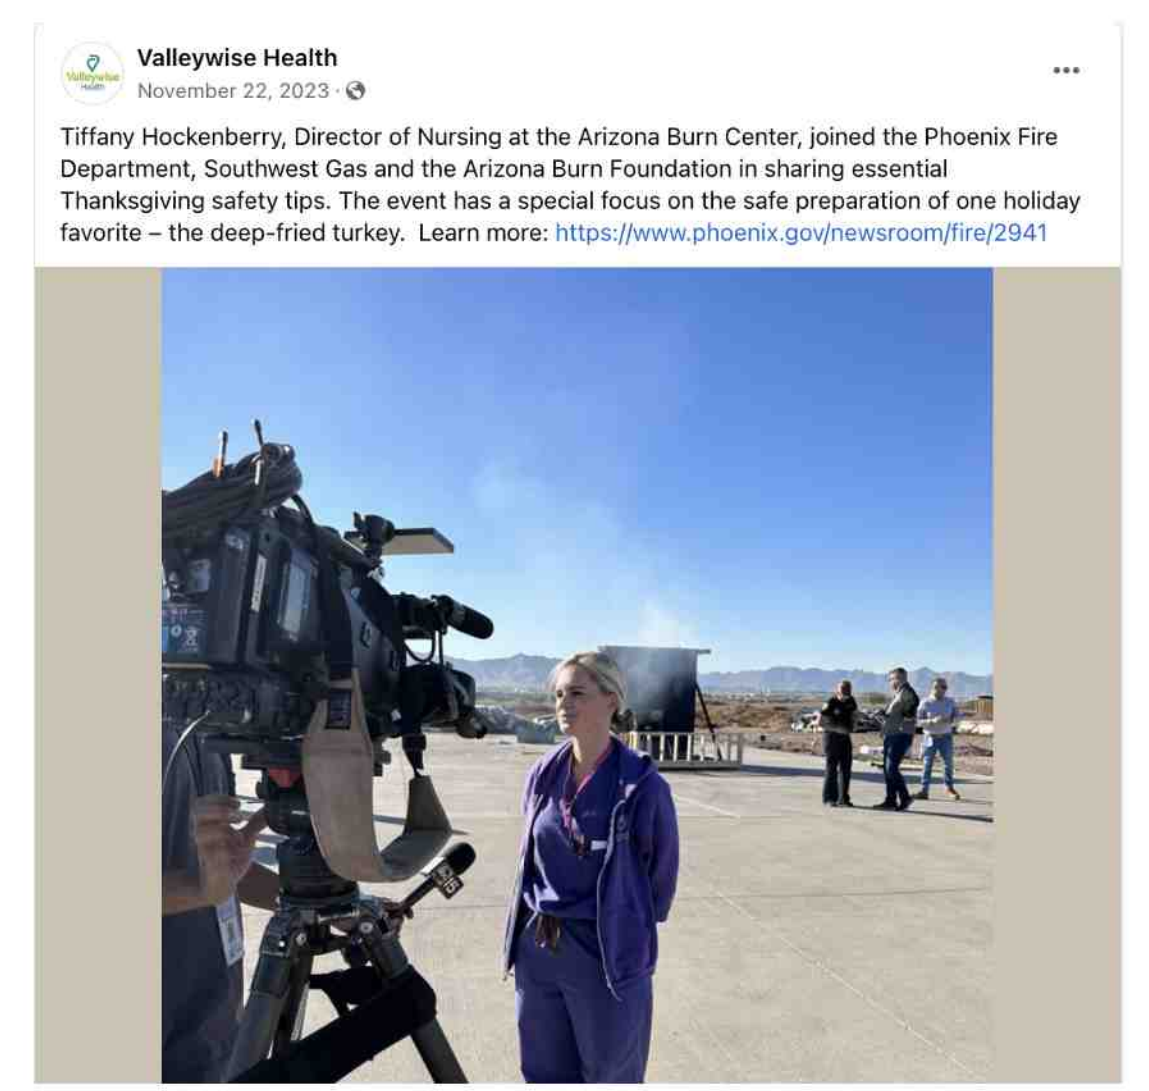 Valleywise Health
Valleywise
Health
November 22, 2023
Tiffany Hockenberry, Director of Nursing at the Arizona Burn Center, joined the Phoenix Fire
Department, Southwest Gas and the Arizona Burn Foundation in sharing essential
Thanksgiving safety tips. The event has a special focus on the safe preparation of one holiday
favorite – the deep-fried turkey.  Learn more: https://www.phoenix.gov/newsroom/fire/2941
15